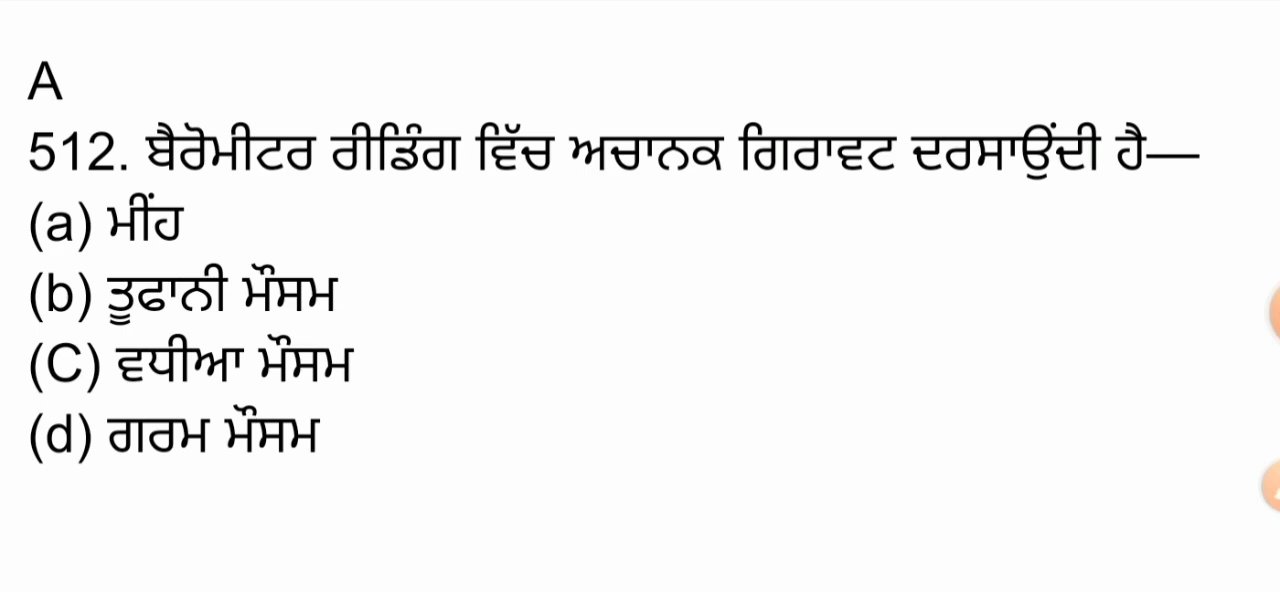 A
512. ਬੈਰੋਮੀਟਰ ਰੀਡਿੰਗ ਵਿੱਚ ਅਚਾਨਕ ਗਿਰਾਵਟ ਦਰਸਾਉਂਦੀ ਹੈ—
(a) ਮੀਂਹ
(b) ਤੂਫਾਨੀ ਮੌਸਮ
(C) ਵਧੀਆ ਮੌਸਮ
(d) ਗਰਮ ਮੌਸਮ